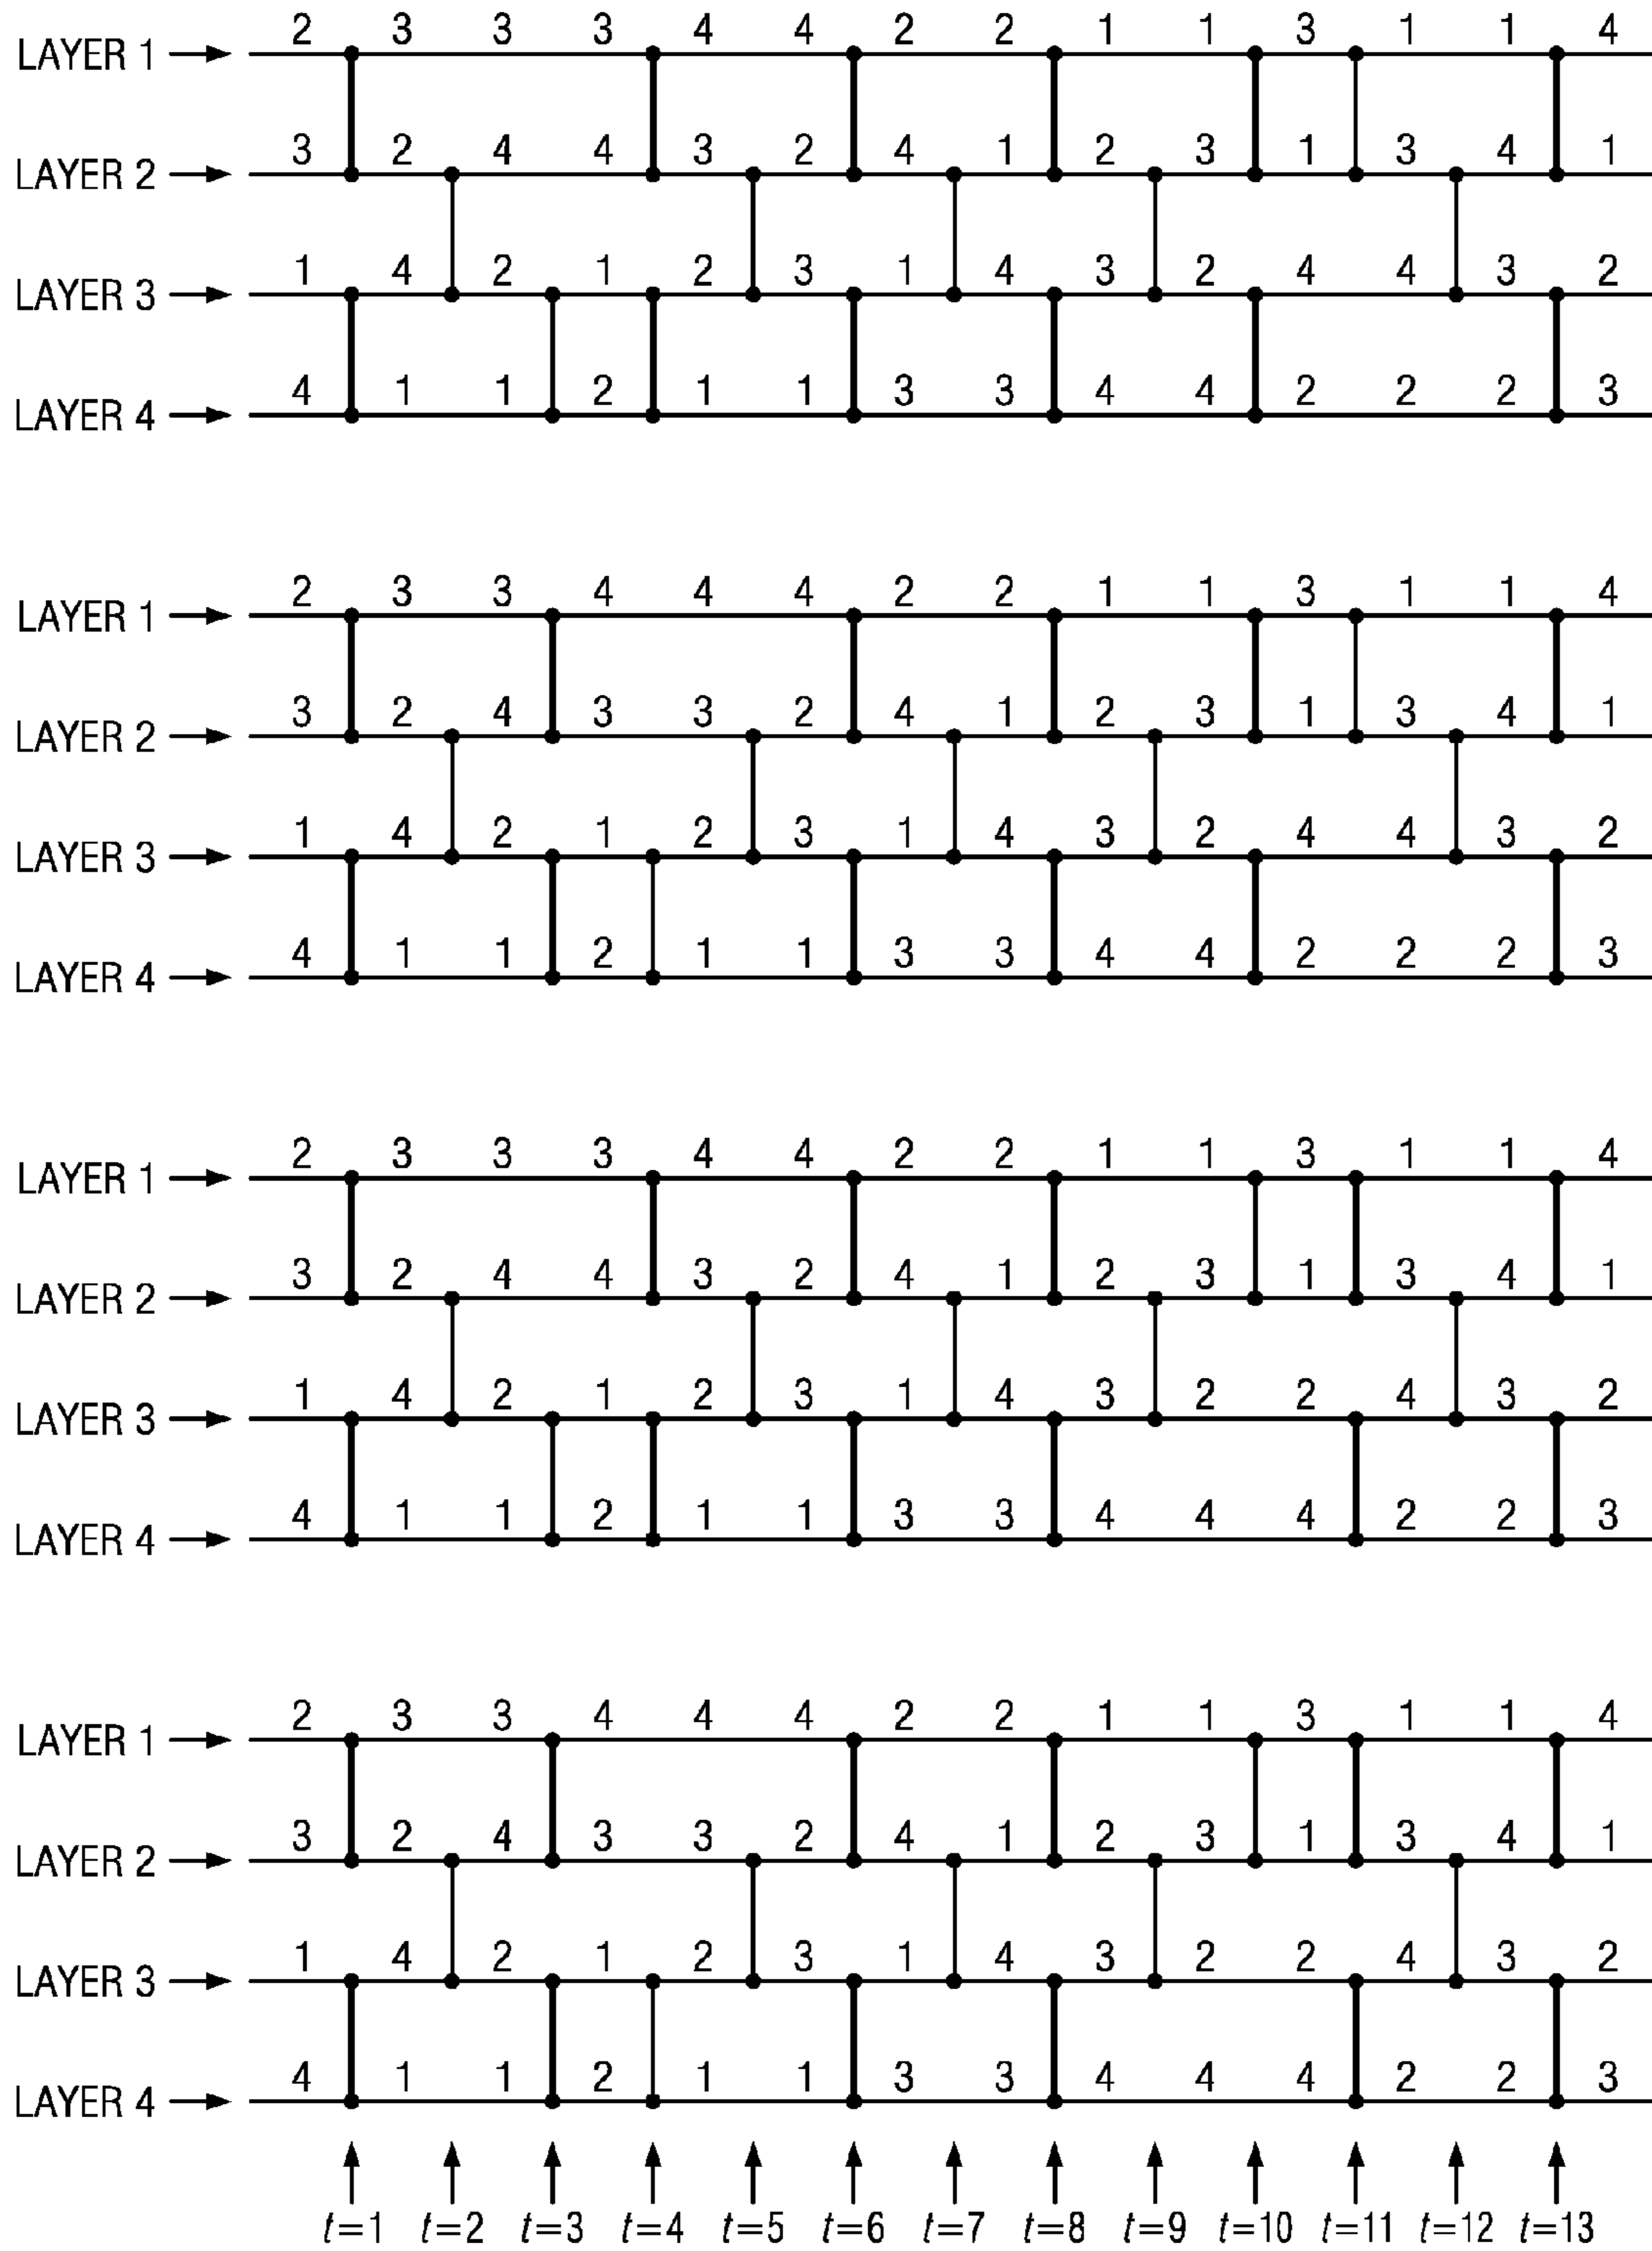 2 3 3 3 4 4 2 2 1 1 3 1 1 4
LAYER 1
3 2 4 4 3 2 4 1 2 3 1 3 4 1
LAYER 2
1 4 2 1 2 3 1 4 3 2 4 4 3 2
LAYER 3
4 1 1 2 1 1 3 3 4 4 2 2 2 3
LAYER 4
2 3 3 4 4 4 2 2 1 1 3 1 1 4
LAYER 1
3 2 4 3 3 2 4 1 2 3 1 3 4 1
LAYER 2
1 4 2 1 2 3 1 4 3 2 4 4 3 2
LAYER 3
4 1 1 2 1 1 3 3 4 4 2 2 2 3
LAYER 4
2 3 3 3 4 4 2 2 1 1 3 1 1 4
LAYER 1
3 2 4 4 3 2 4 1 2 3 1 3 4 1
LAYER 2
1 4 2 1 2 3 1 4 3 2 2 4 3 2
LAYER 3
4 1 1 2 1 1 3 3 4 4 4 2 2 3
LAYER 4
2 3 3 4 4 4 2 2 1 1 3 1 1 4
LAYER 1
3 2 4 3 3 2 4 1 2 3 1 3 4 1
LAYER 2
1 4 2 1 2 3 1 4 3 2 2 4 3 2
LAYER 3
4 1 1 2 1 1 3 3 4 4 4 2 2 3
LAYER 4
t=1 t=2 t=3 t=4 t=5 t=6 t=7 t=8 t=9 t=10 t=11 t=12 t=13